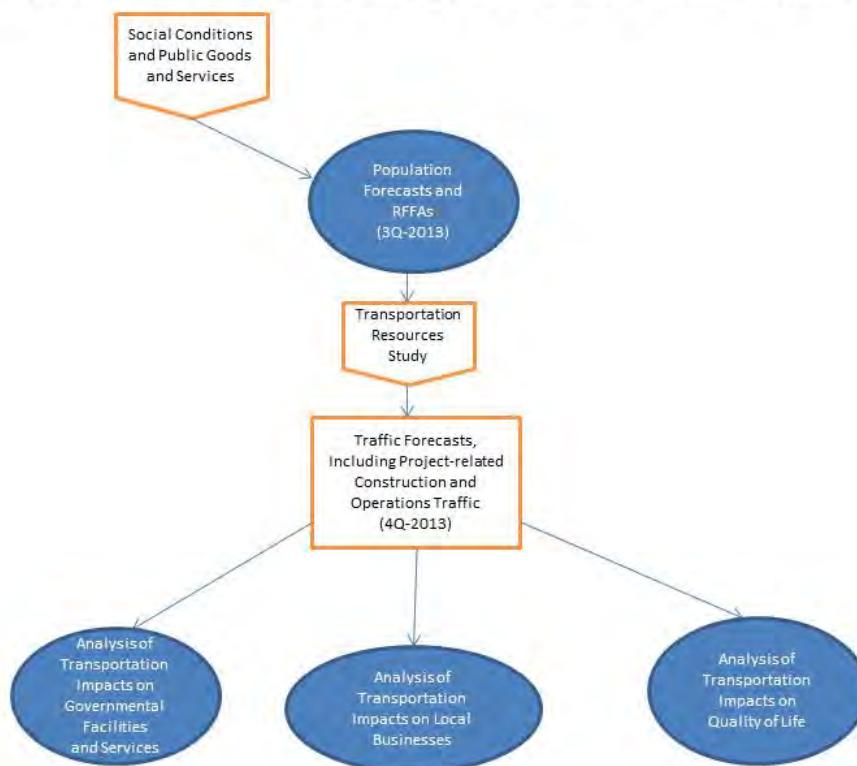 Social Conditions
and Public Goods
and Services
Population
Forecasts and
RFFAs
(3Q-2013)
Transportation
Resources
Study
Traffic Forecasts,
Including Project-related
Construction and
Operations Traffic
(4Q-2013)
Analysis of
Transportation
Impacts on
Governmental
Facilities
and Services
Analysis of
Transportation
Impacts on Local
Businesses
Analysis of
Transportation
Impacts on
Quality of Life